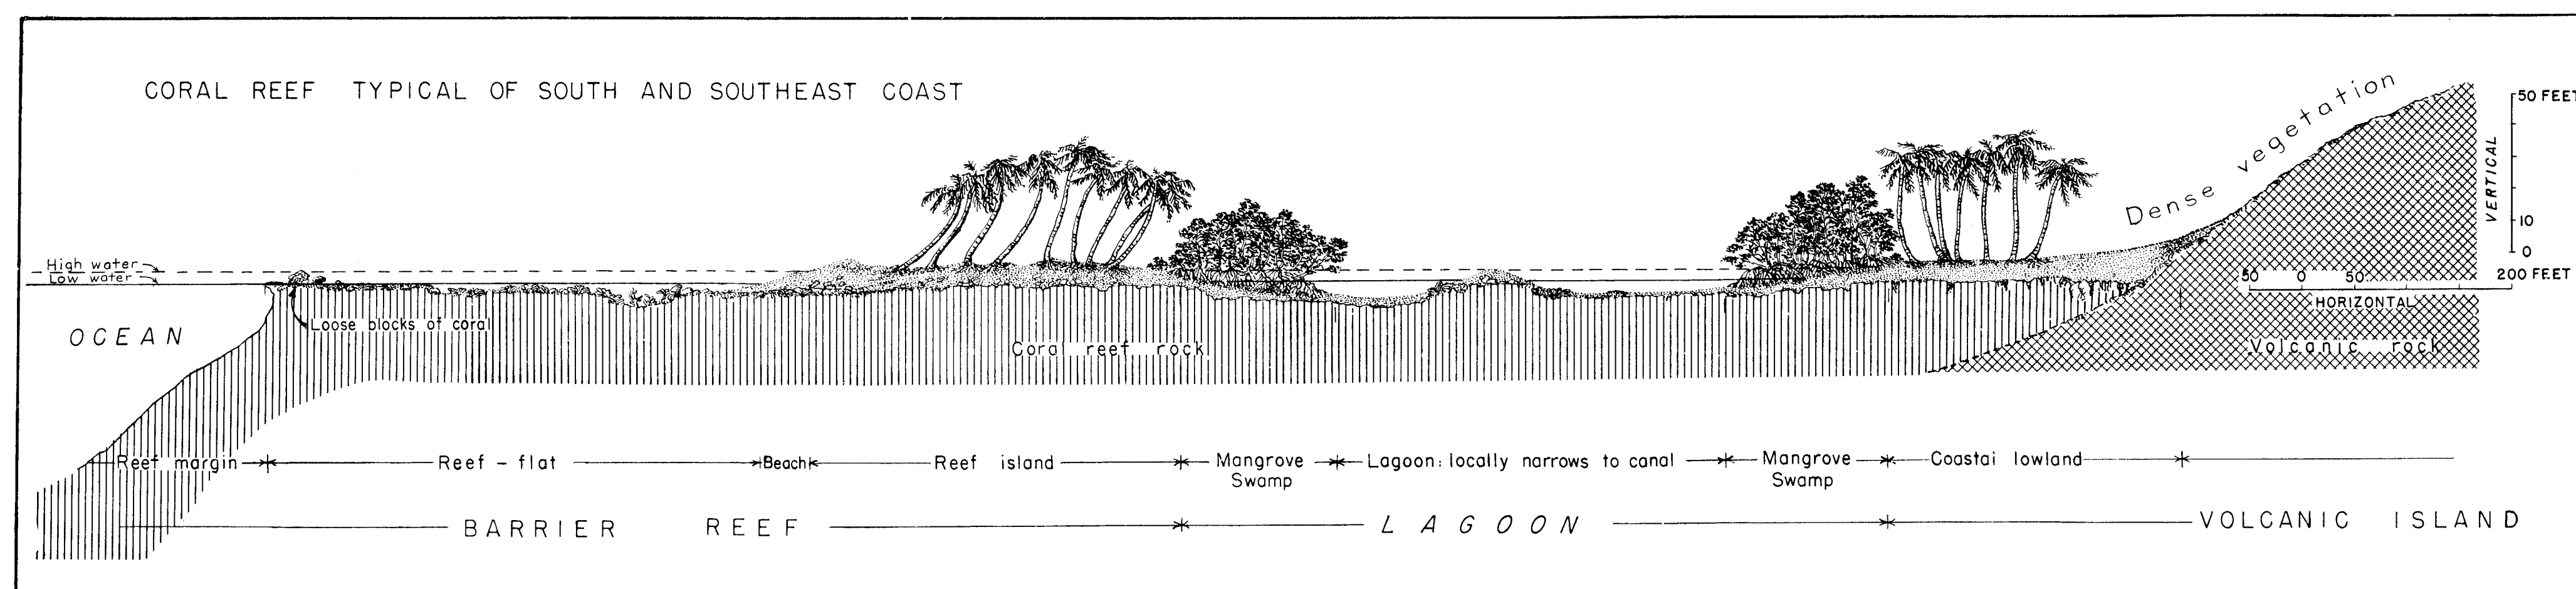 CORAL REEF TYPICAL OF SOUTH AND SOUTHEAST COAST
Dense vegetation
50 FEET
VERTICAL
10
0
High water
Low water
50 0 50 200 FEET
HORIZONTAL
OCEAN
Loose blocks of coral
Coral reef rock
Volcanic rock
Reef margin
Reef-flat
Beach
Reef island
Mangrove
Swamp
Lagoon: locally narrows to canal
Mangrove
Swamp
Coastal lowland
BARRIER REEF
LAGOON
VOLCANIC ISLAND